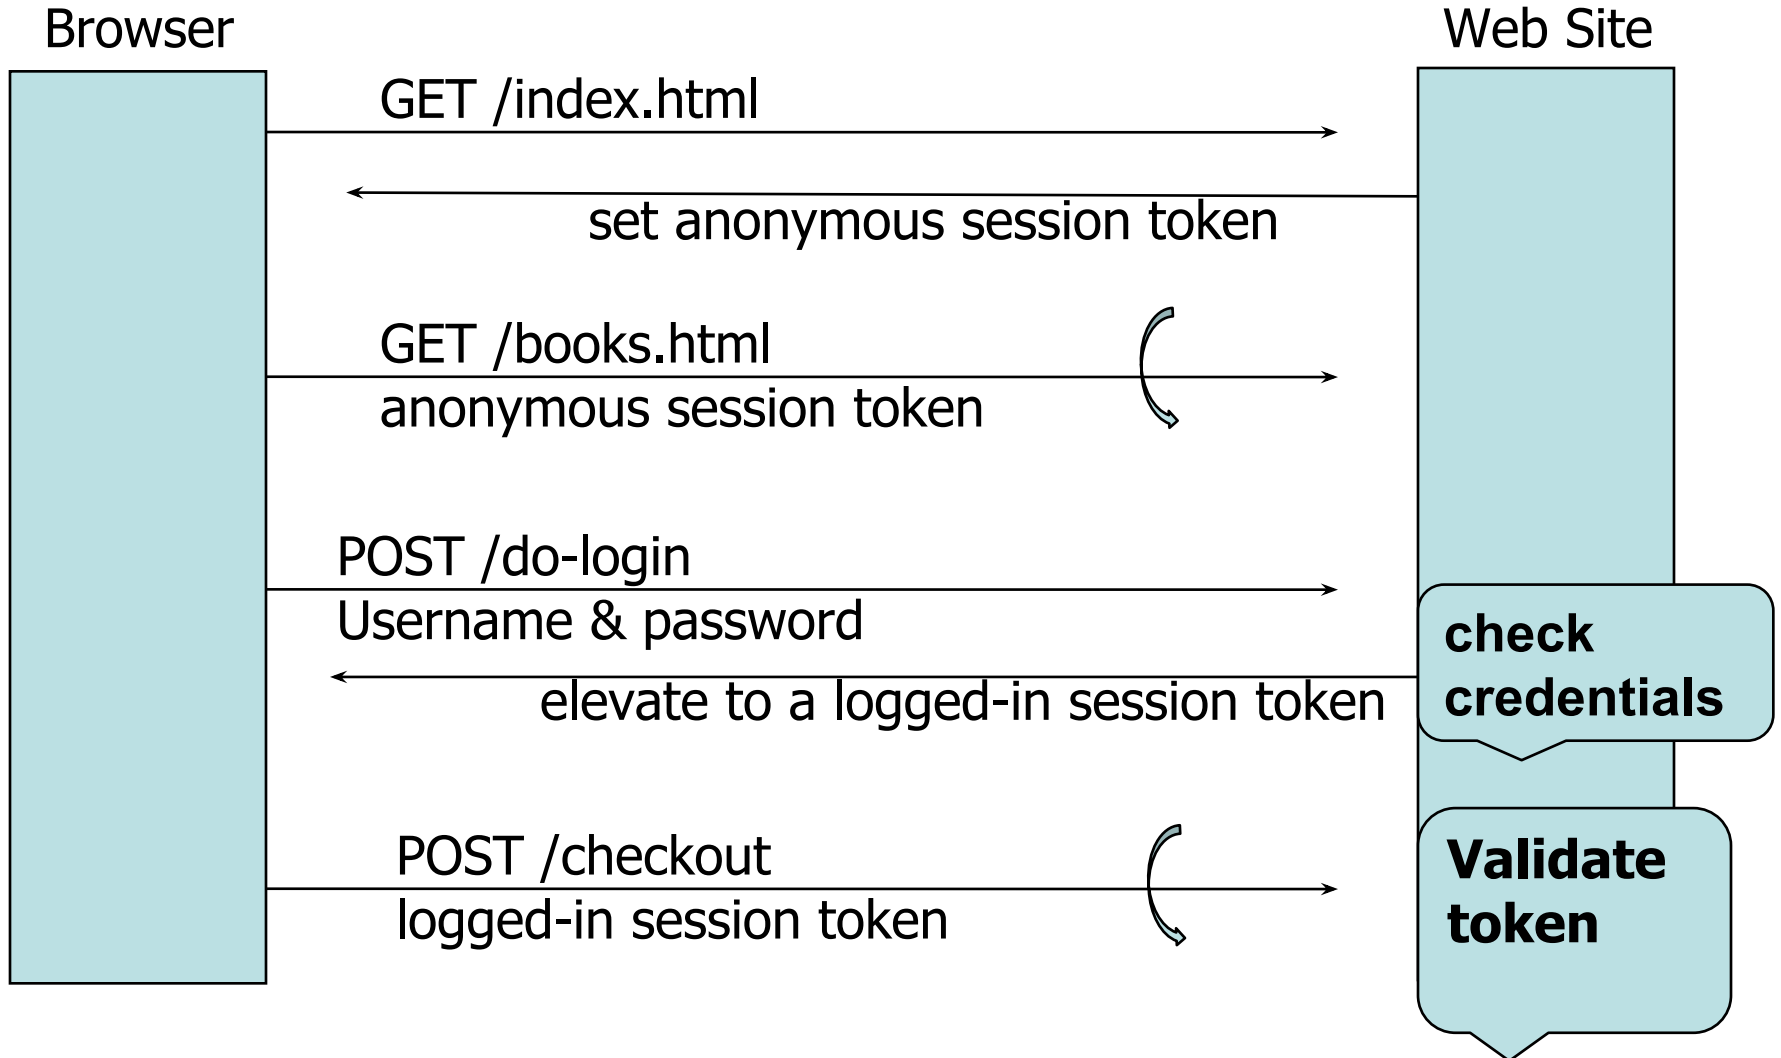 Browser
Web Site
GET /index.html
set anonymous session token
GET /books.html
anonymous session token
POST /do-login
Username & password
check
credentials
elevate to a logged-in session token
POST /checkout
logged-in session token
Validate
token